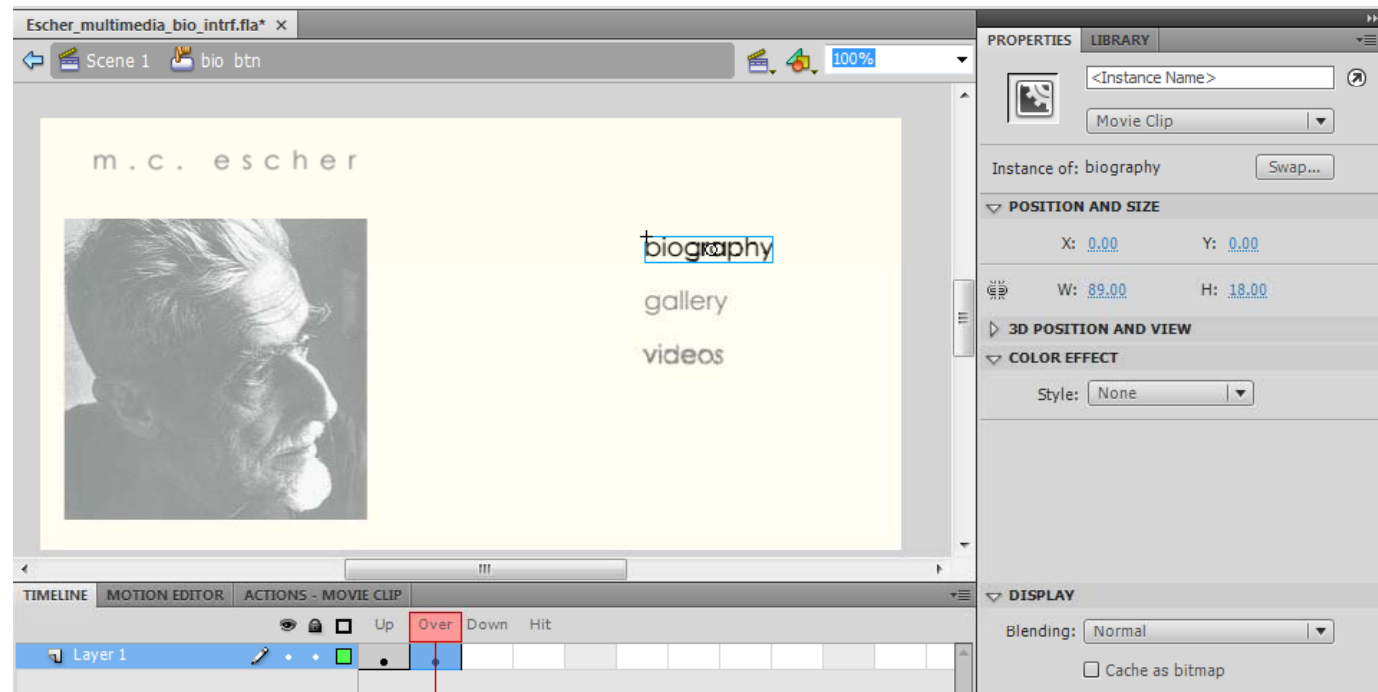 Escher_multimedia_bio_intrf.fla* ×
Scene 1 bio btn 100%
m.c. escher
biography
gallery
videos
TIMELINE MOTION EDITOR ACTIONS - MOVIE CLIP
Up Over Down Hit
Layer 1
PROPERTIES LIBRARY
<Instance Name>
Movie Clip
Instance of: biography Swap...
POSITION AND SIZE
X: 0.00 Y: 0.00
W: 89.00 H: 18.00
3D POSITION AND VIEW
COLOR EFFECT
Style: None
DISPLAY
Blending: Normal
Cache as bitmap